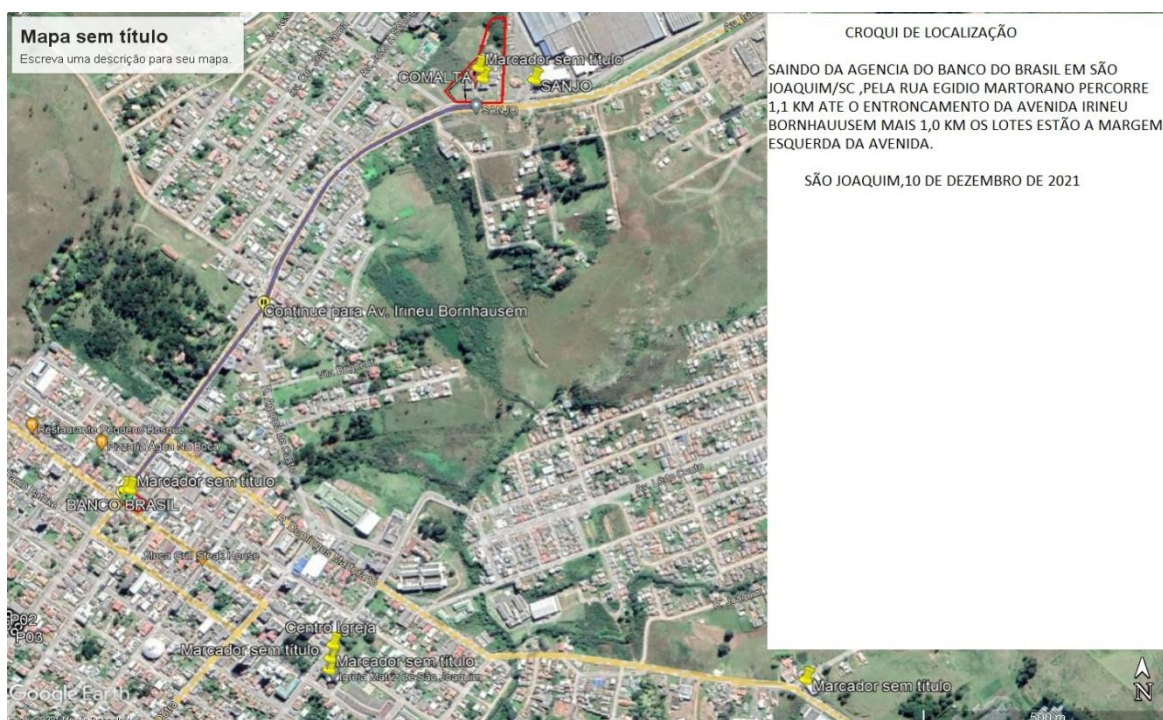 Mapa sem título
Escreva uma descrição para seu mapa.
CROQUI DE LOCALIZAÇÃO
SAINDO DA AGENCIA DO BANCO DO BRASIL EM SÃO
JOAQUIM/SC ,PELA RUA EGIDIO MARTORANO PERCORRE
1,1 KM ATE O ENTRONCAMENTO DA AVENIDA IRINEU
BORNHAUUSEM MAIS 1,0 KM OS LOTES ESTÃO A MARGEM
ESQUERDA DA AVENIDA.
SÃO JOAQUIM,10 DE DEZEMBRO DE 2021
Marcador sem título
COMALTA
SANJO
SANJO
Continue para Av. Irineu Bornhausem
Restaurante Pequeno Bosque
Pizzaria Água Na Boca
Marcador sem título
BANCO BRASIL
P02
P03
Centro Igreja
Marcador sem título
Marcador sem título
Igreja Matriz de São Joaquim
Marcador sem título
Google Earth
N
500 m